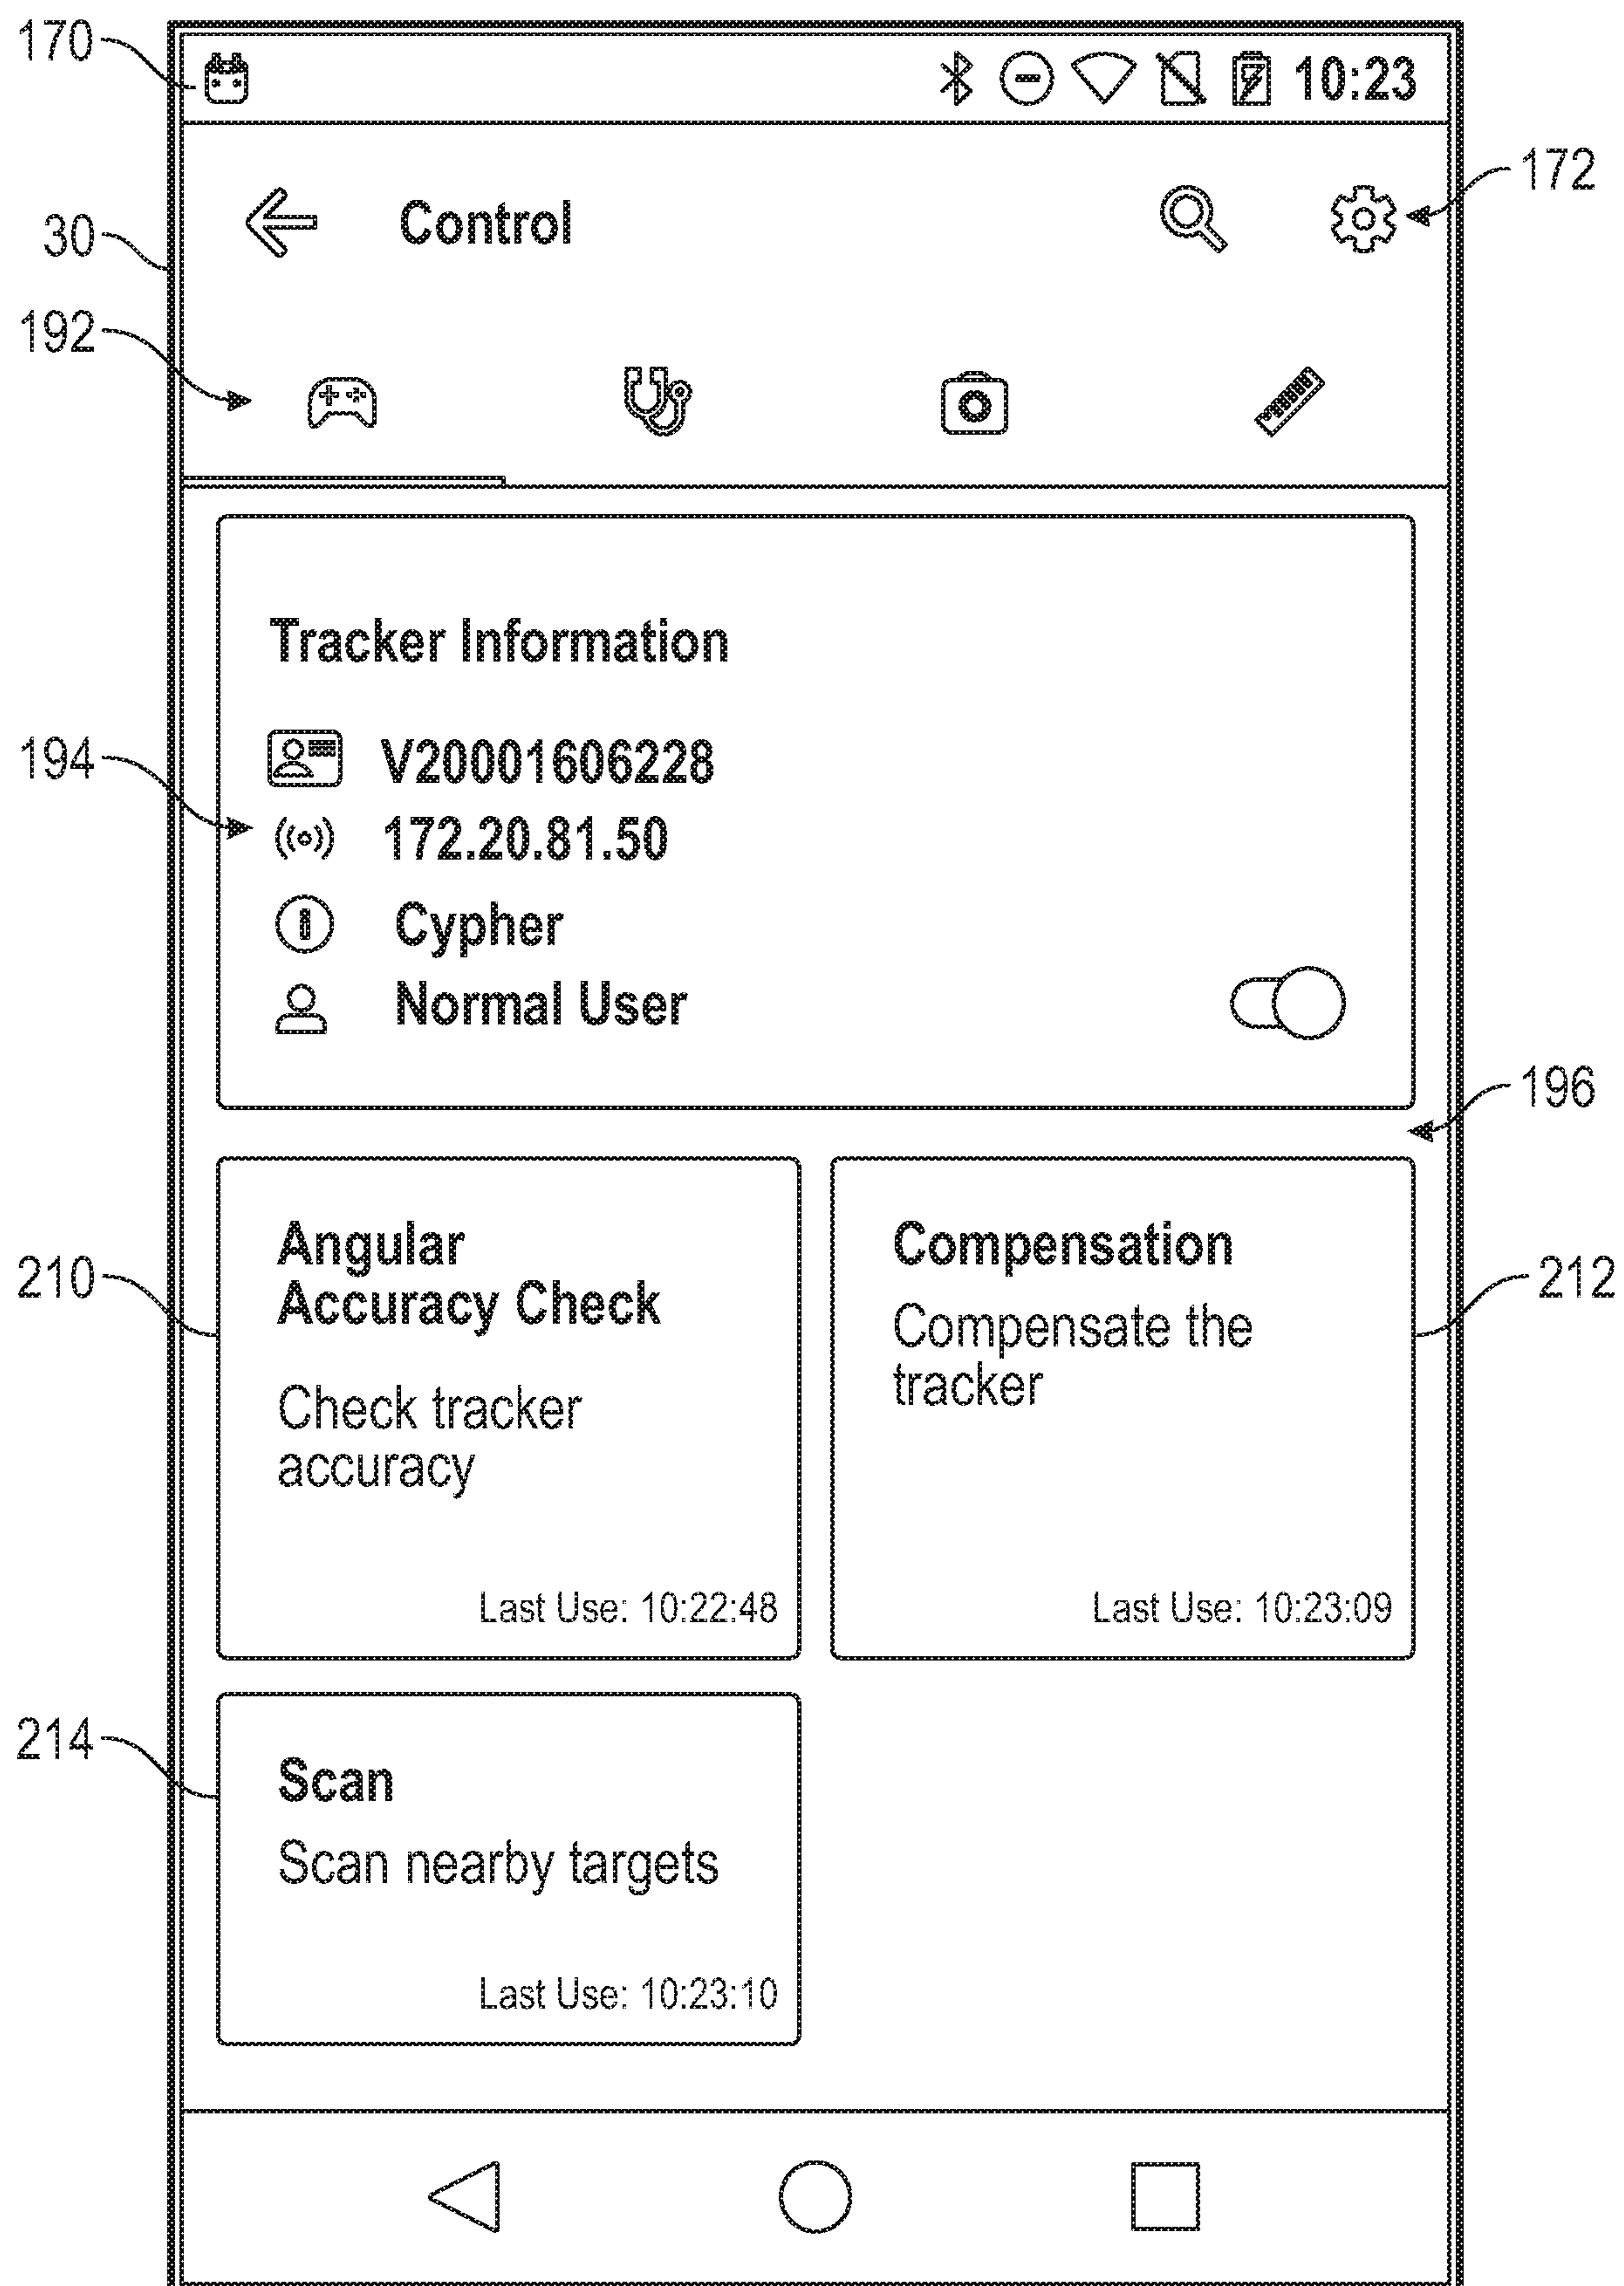 170
10:23
172
Control
30
192
Tracker Information
194
V20001606228
172.20.81.50
Cypher
Normal User
196
Angular
Accuracy Check
Check tracker
accuracy
Last Use: 10:22:48
210
Compensation
Compensate the
tracker
Last Use: 10:23:09
212
214
Scan
Scan nearby targets
Last Use: 10:23:10